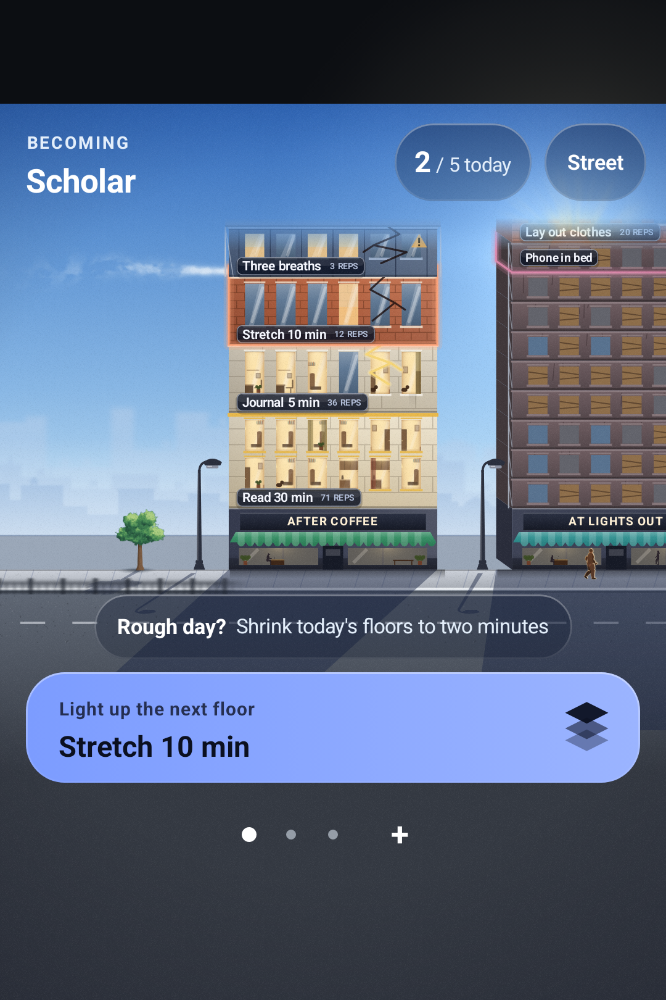 BECOMING
Scholar
2 / 5 today
Street
Lay out clothes 20 REPS
Phone in bed
Three breaths 3 REPS
Stretch 10 min 12 REPS
Journal 5 min 36 REPS
Read 30 min 71 REPS
AFTER COFFEE
AT LIGHTS OUT
Rough day? Shrink today's floors to two minutes
Light up the next floor
Stretch 10 min